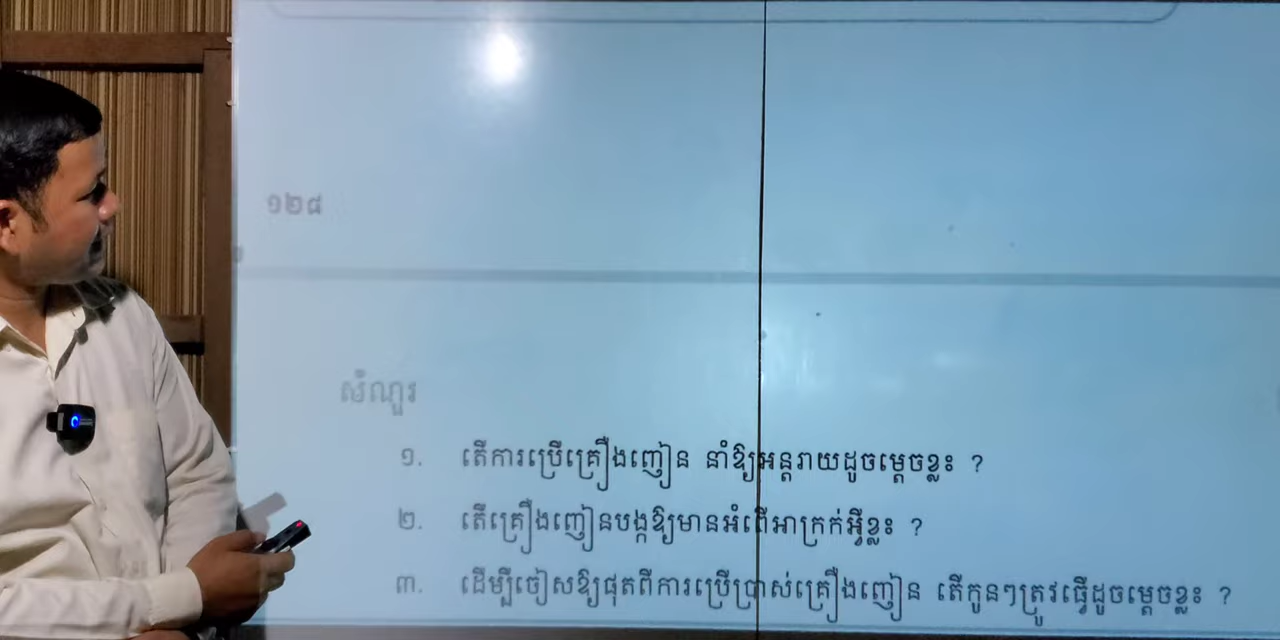 ១២៨
សំណួរ
១. តើការប្រើគ្រឿងញៀន នាំឱ្យអន្តរាយដូចម្ដេចខ្លះ ?
២. តើគ្រឿងញៀនបង្កឱ្យមានអំពើអាក្រក់អ្វីខ្លះ ?
៣. ដើម្បីចៀសឱ្យផុតពីការប្រើប្រាស់គ្រឿងញៀន តើកូនៗត្រូវធ្វើដូចម្ដេចខ្លះ ?